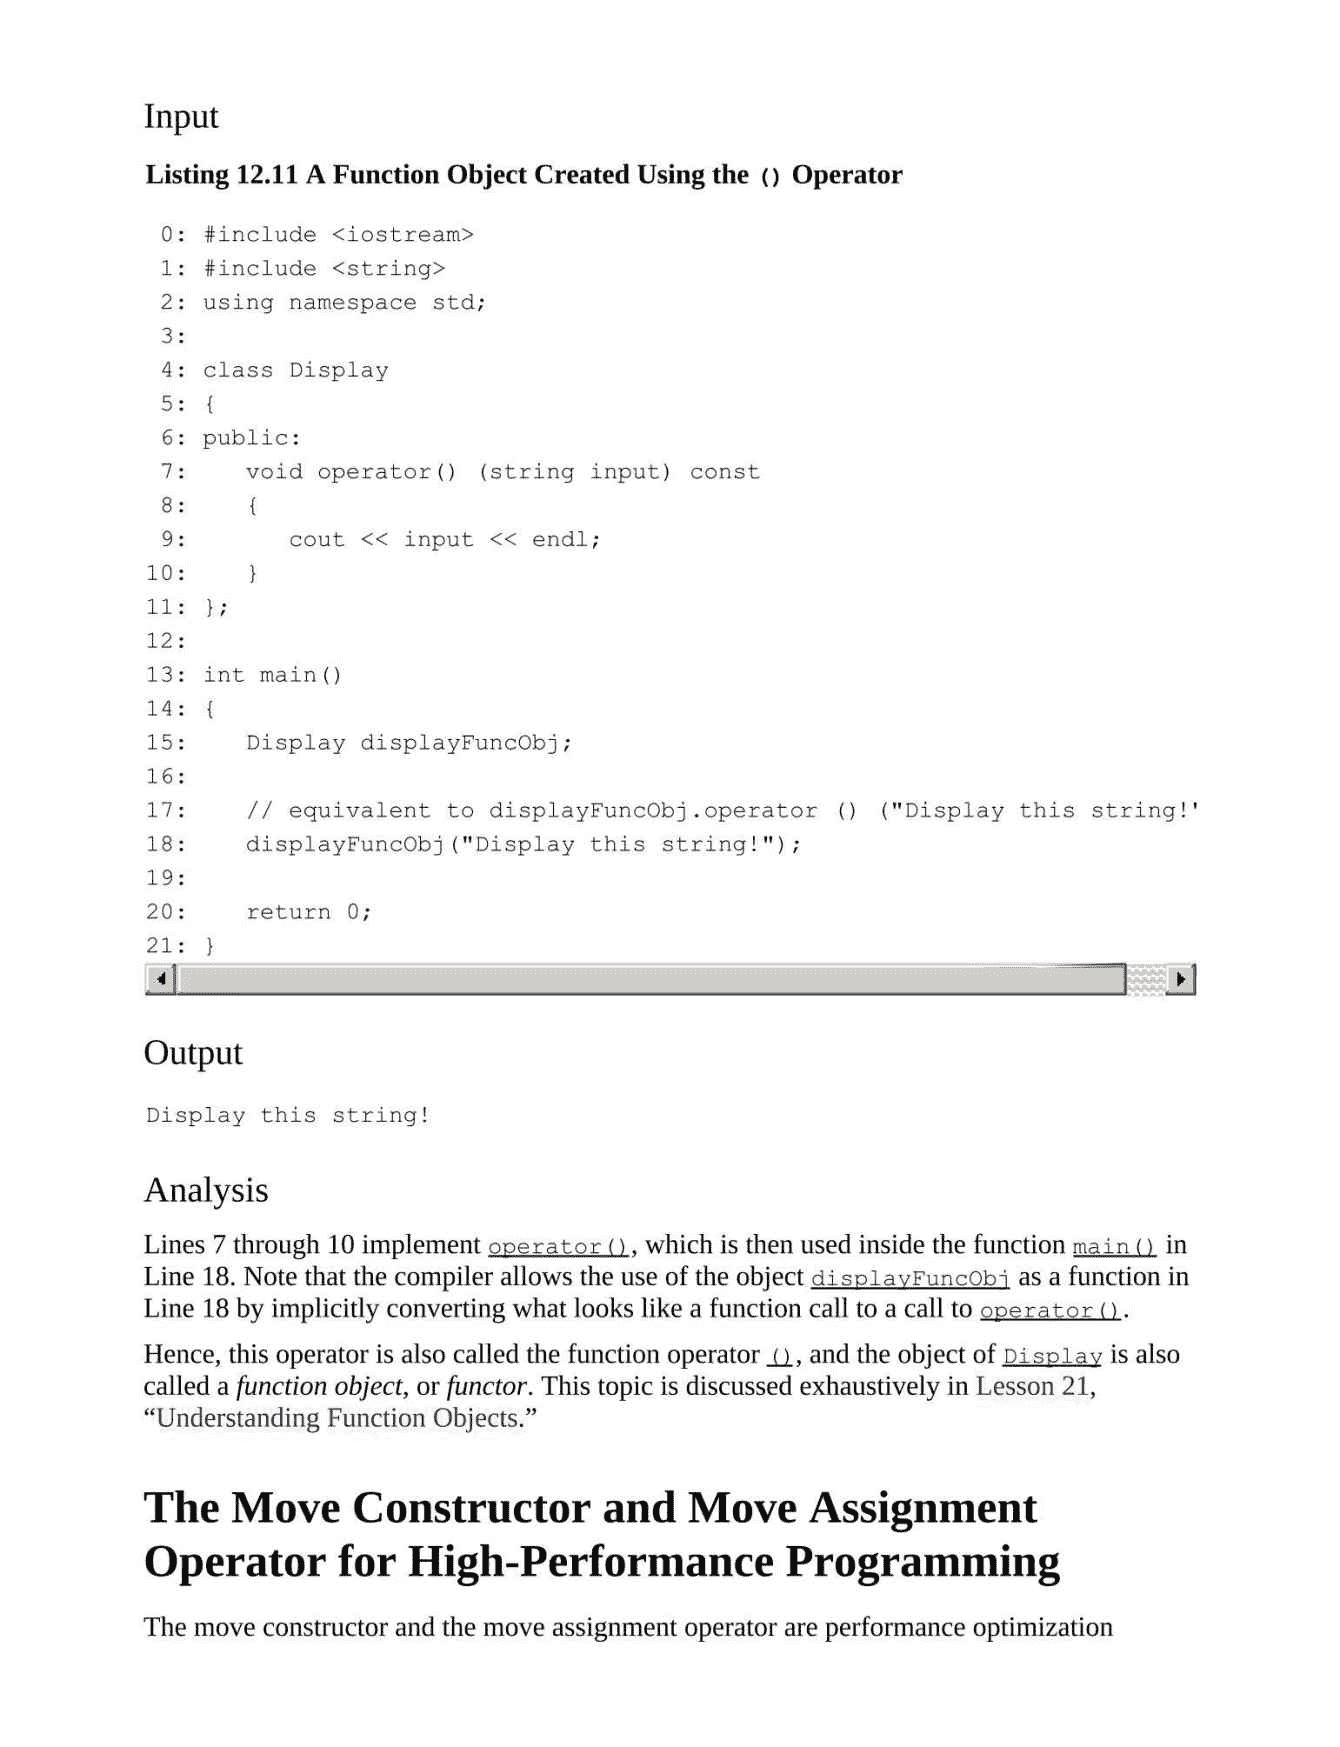 Input
Listing 12.11 A Function Object Created Using the () Operator
0: #include <iostream>
1: #include <string>
2: using namespace std;
3:
4: class Display
5: {
6: public:
7:    void operator() (string input) const
8:    {
9:       cout << input << endl;
10:    }
11: };
12:
13: int main()
14: {
15:    Display displayFuncObj;
16:
17:    // equivalent to displayFuncObj.operator () ("Display this string!'
18:    displayFuncObj("Display this string!");
19:
20:    return 0;
21: }
Output
Display this string!
Analysis
Lines 7 through 10 implement operator(), which is then used inside the function main() in
Line 18. Note that the compiler allows the use of the object displayFuncObj as a function in
Line 18 by implicitly converting what looks like a function call to a call to operator().
Hence, this operator is also called the function operator (), and the object of Display is also
called a function object, or functor. This topic is discussed exhaustively in Lesson 21,
“Understanding Function Objects.”
The Move Constructor and Move Assignment
Operator for High-Performance Programming
The move constructor and the move assignment operator are performance optimization